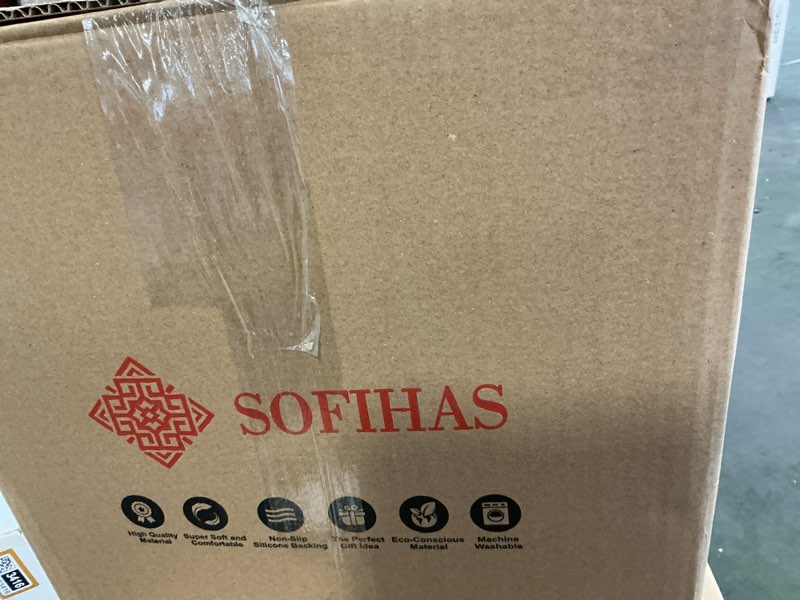 SOFIHAS
High Quality Material
Super Soft and Comfortable
Non-Slip Silicone Backing
The Perfect Gift Idea
Eco-Conscious Material
Machine Washable
3416